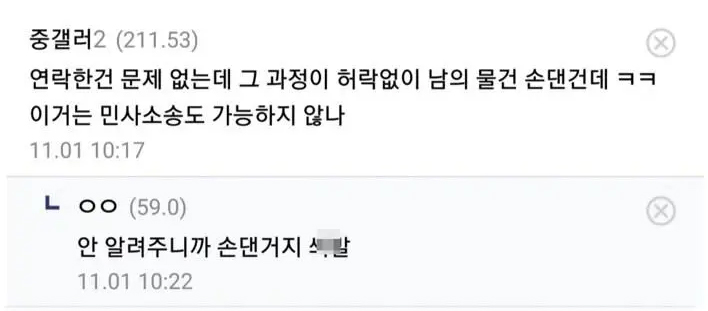 중갤러2 (211.53)
연락한건 문제 없는데 그 과정이 허락없이 남의 물건 손댄건데 ㅋㅋ
이거는 민사소송도 가능하지 않나
11.01 10:17
ㄴ ㅇㅇ (59.0)
안 알려주니까 손댄거지
11.01 10:22